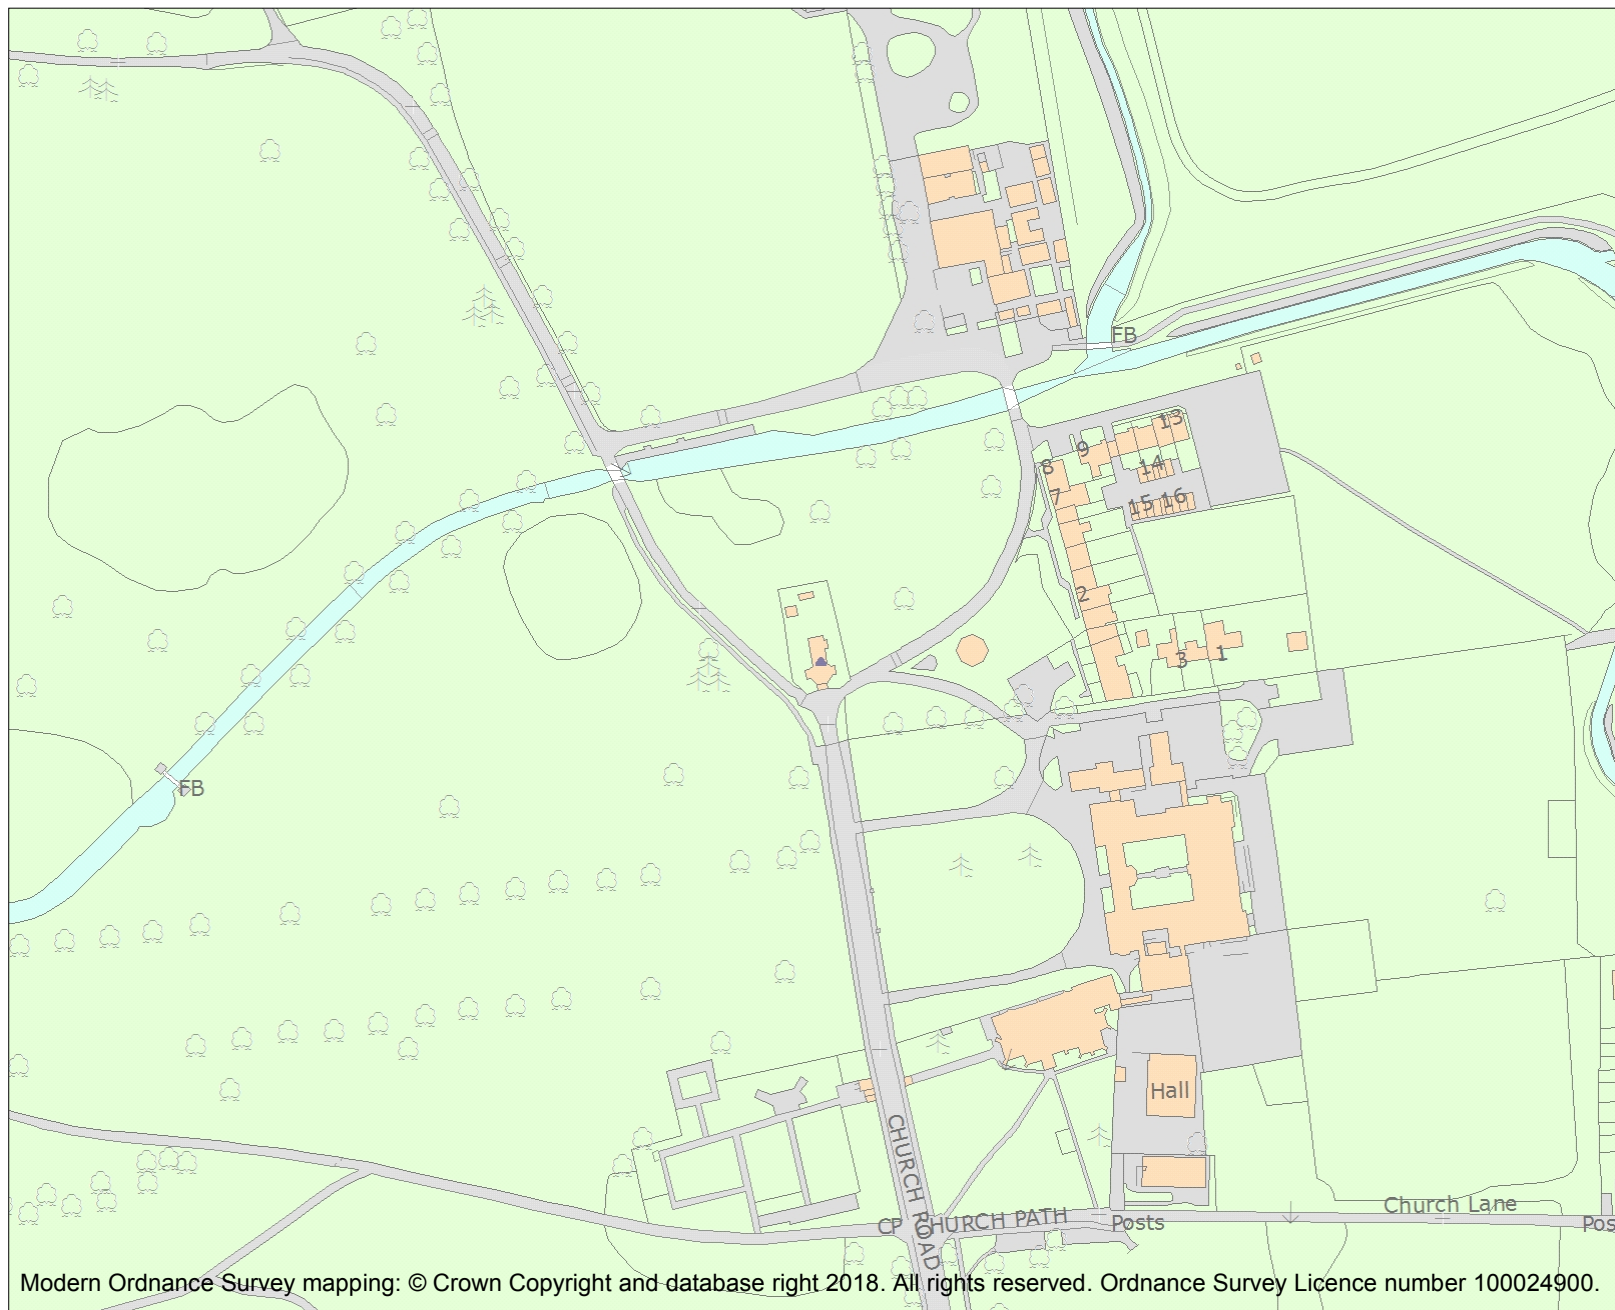 FB
13
9
8
14
7
15 16
2
3
1
FB
Hall
CHURCH ROAD
Church Lane
CP CHURCH PATH
Posts
Pos
Modern Ordnance Survey mapping: © Crown Copyright and database right 2018. All rights reserved. Ordnance Survey Licence number 100024900.